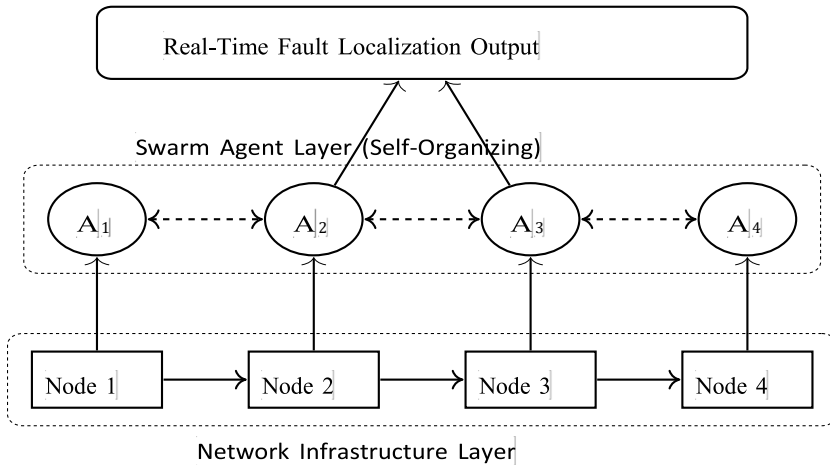 Real-Time Fault Localization Output
Swarm Agent Layer (Self-Organizing)
A1 A2 A3 A4
Node 1 Node 2 Node 3 Node 4
Network Infrastructure Layer